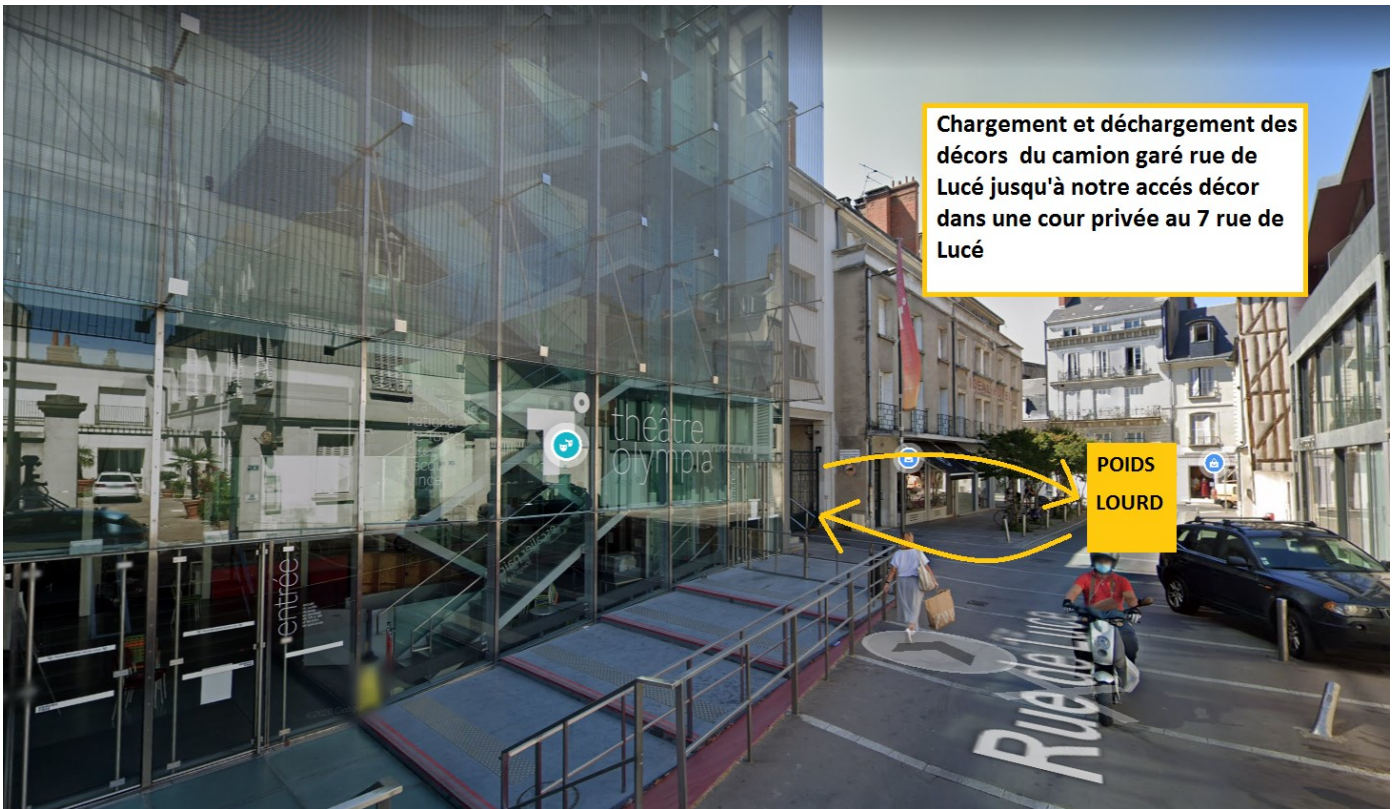 Chargement et déchargement des
décors du camion garé rue de
Lucé jusqu'à notre accés décor
dans une cour privée au 7 rue de
Lucé
théâtre
olympia
POIDS
LOURD
entrée
Rue de Lucé